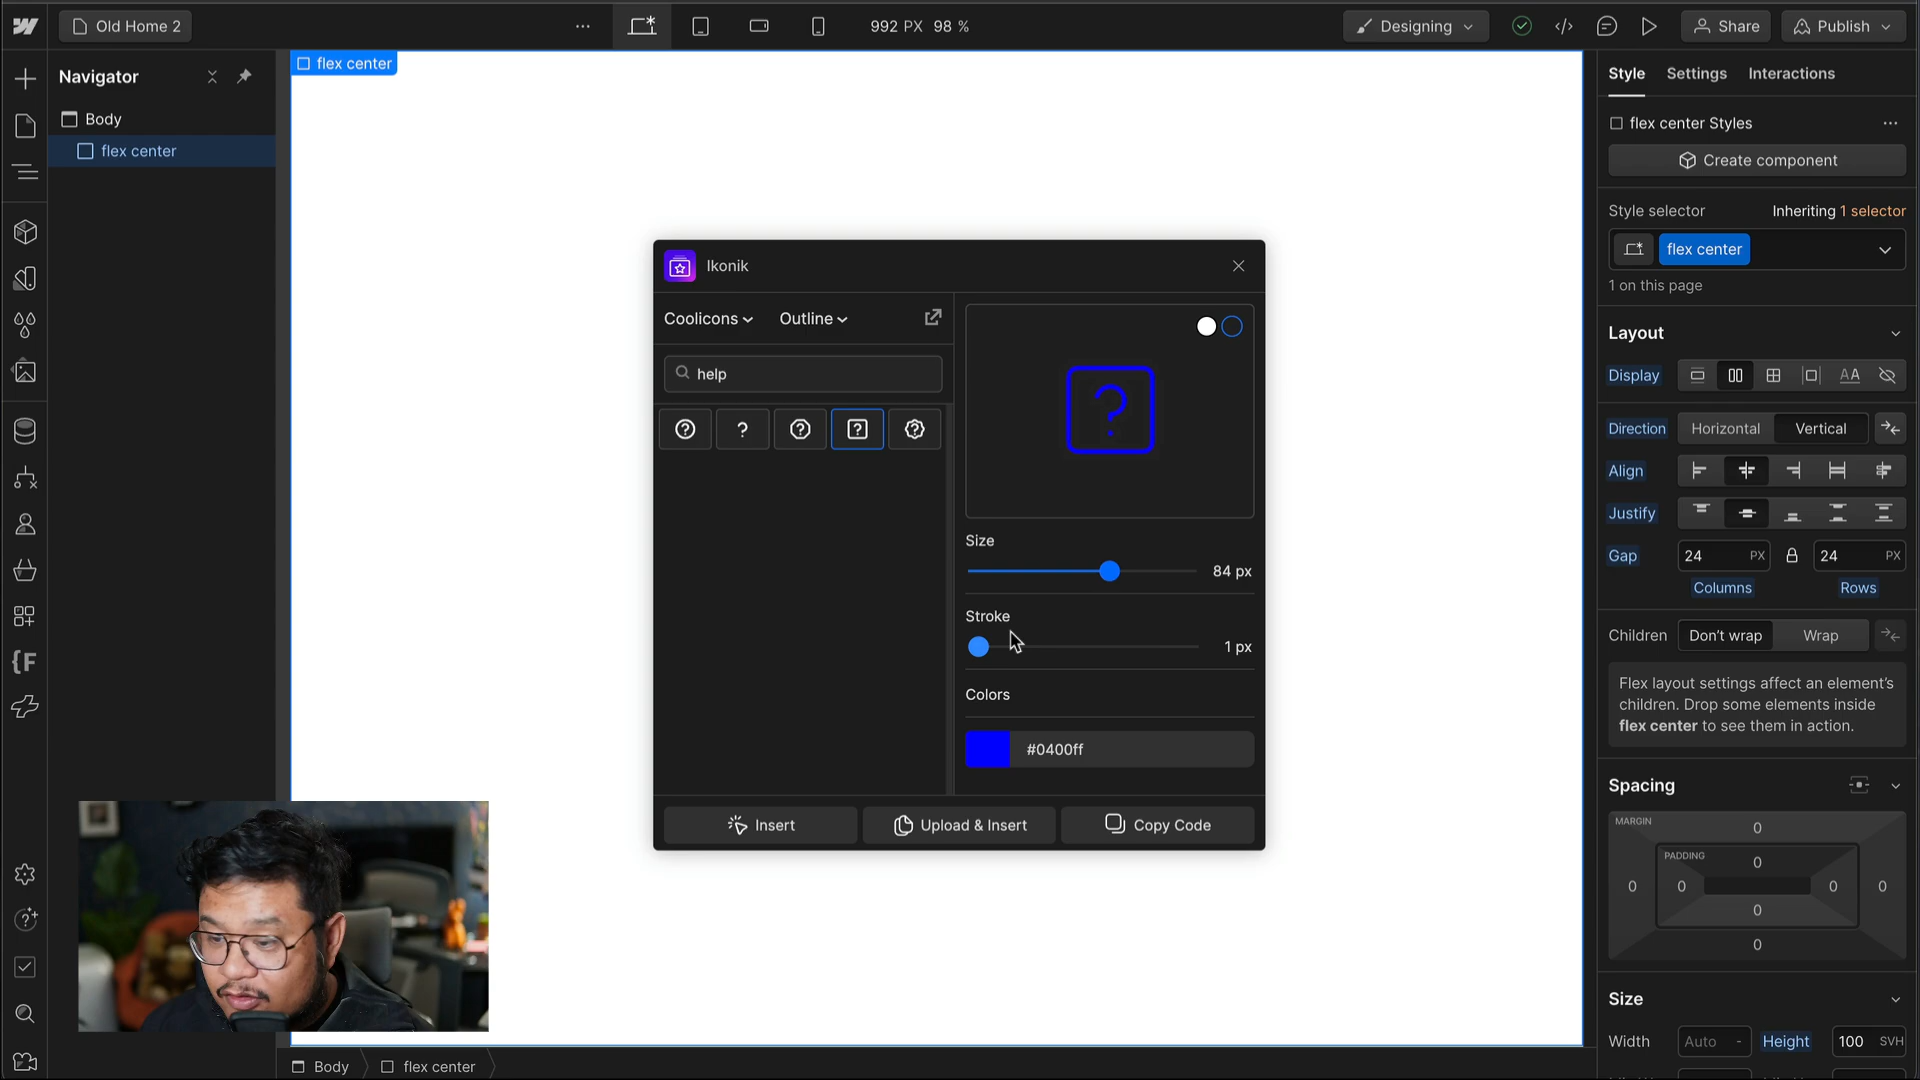 Old Home 2
992 PX 98 %
Designing
Share
Publish
Navigator
Body
flex center
flex center
Ikonik
Coolicons
Outline
help
Size
84 px
Stroke
1 px
Colors
#0400ff
Insert
Upload & Insert
Copy Code
Body
flex center
Style
Settings
Interactions
flex center Styles
Create component
Style selector
Inheriting 1 selector
flex center
1 on this page
Layout
Display
Direction
Horizontal
Vertical
Align
Justify
Gap
24 PX
24 PX
Columns
Rows
Children
Don't wrap
Wrap
Flex layout settings affect an element's
children. Drop some elements inside
flex center to see them in action.
Spacing
MARGIN
0
PADDING
0
0
0
0
0
0
0
Size
Width
Auto -
Height
100 SVH